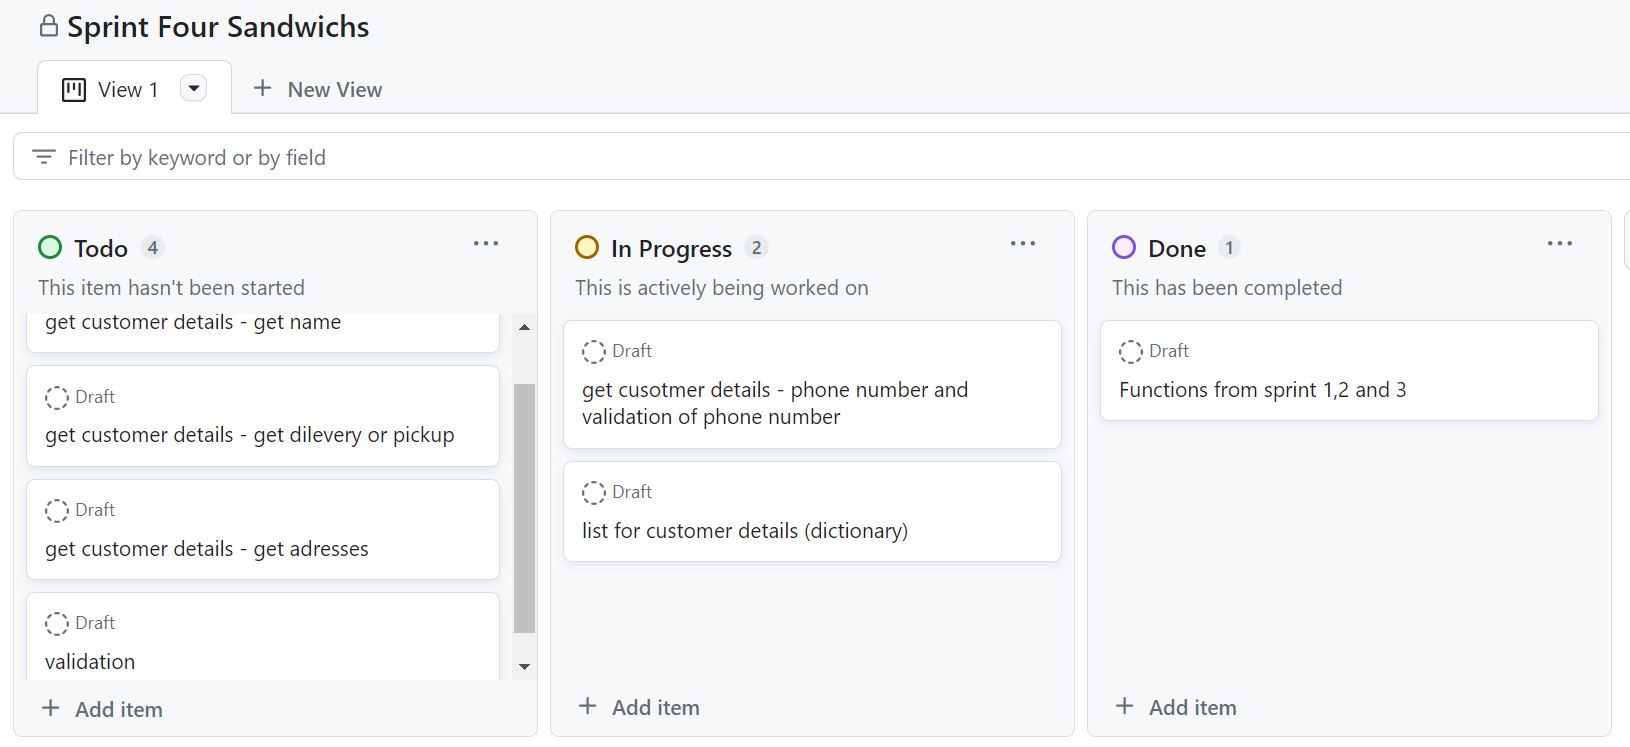 Sprint Four Sandwichs
View 1
New View
Filter by keyword or by field
Todo 4
This item hasn't been started
get customer details - get name
Draft
get customer details - get dilevery or pickup
Draft
get customer details - get adresses
Draft
validation
Add item
In Progress 2
This is actively being worked on
Draft
get cusotmer details - phone number and
validation of phone number
Draft
list for customer details (dictionary)
Add item
Done 1
This has been completed
Draft
Functions from sprint 1,2 and 3
Add item